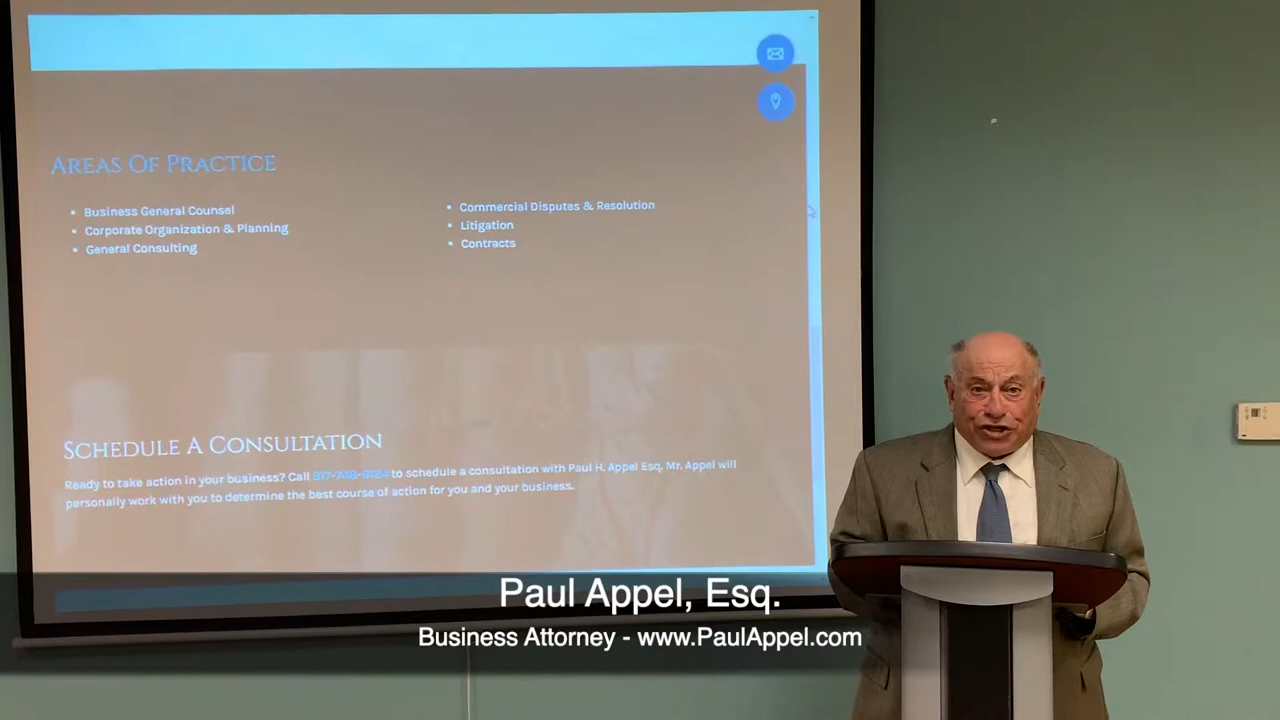 AREAS OF PRACTICE
• Business General Counsel
• Corporate Organization & Planning
• General Consulting
• Commercial Disputes & Resolution
• Litigation
• Contracts
SCHEDULE A CONSULTATION
Ready to take action in your business? Call to schedule a consultation with Paul H. Appel Esq. Mr. Appel will
personally work with you to determine the best course of action for you and your business.
Paul Appel, Esq.
Business Attorney - www.PaulAppel.com